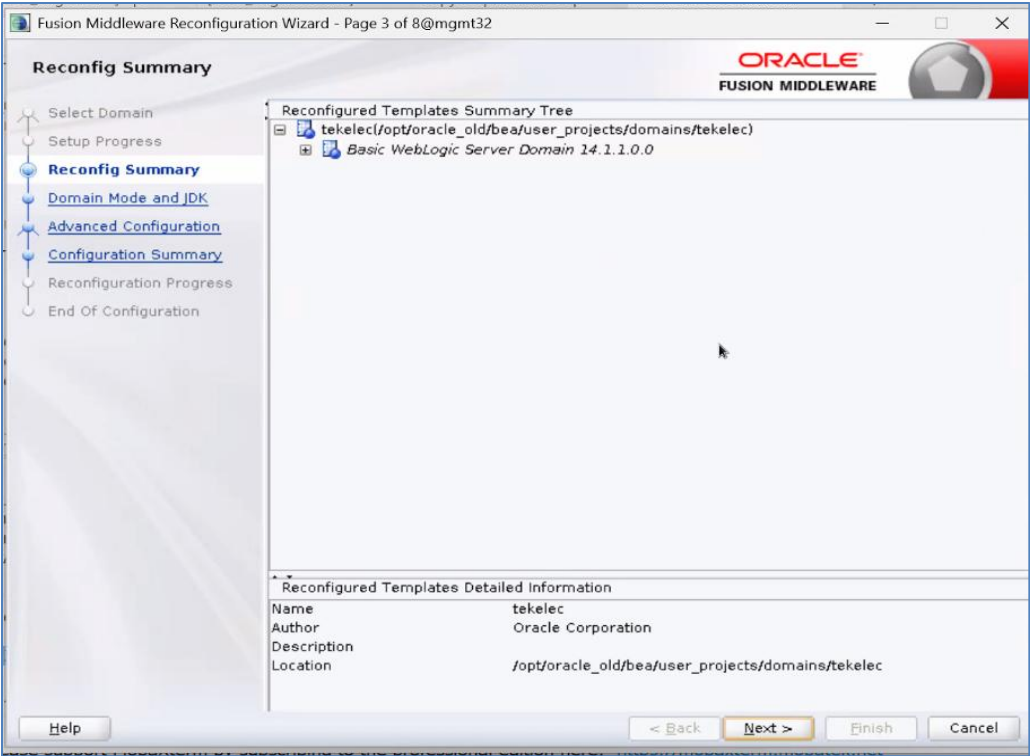 Fusion Middleware Reconfiguration Wizard - Page 3 of 8@mgmt32
Reconfig Summary
ORACLE
FUSION MIDDLEWARE
Select Domain
Setup Progress
Reconfig Summary
Domain Mode and JDK
Advanced Configuration
Configuration Summary
Reconfiguration Progress
End Of Configuration
Reconfigured Templates Summary Tree
tekelec(/opt/oracle_old/bea/user_projects/domains/tekelec)
Basic WebLogic Server Domain 14.1.1.0.0
Reconfigured Templates Detailed Information
Name tekelec
Author Oracle Corporation
Description
Location /opt/oracle_old/bea/user_projects/domains/tekelec
Help
< Back Next > Finish Cancel